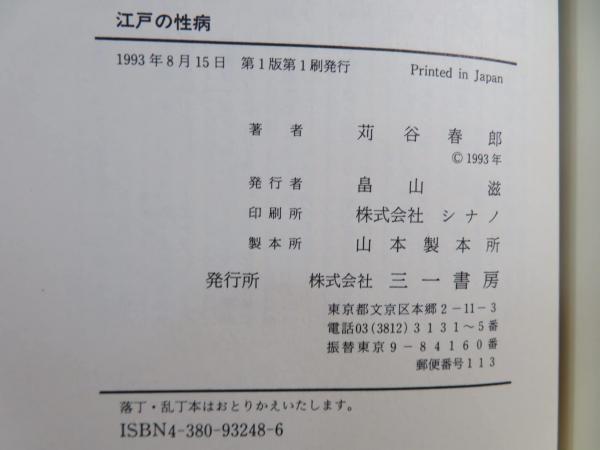 江戸の性病
1993年8月15日 第1版第1刷発行 Printed in Japan
著者 苅谷春郎
©1993年
発行者 畠山 滋
印刷所 株式会社 シナノ
製本所 山本製本所
発行所 株式会社 三一書房
東京都文京区本郷2-11-3
電話03(3812)3131〜5番
振替東京9-84160番
郵便番号113
落丁・乱丁本はおとりかえいたします。
ISBN4-380-93248-6